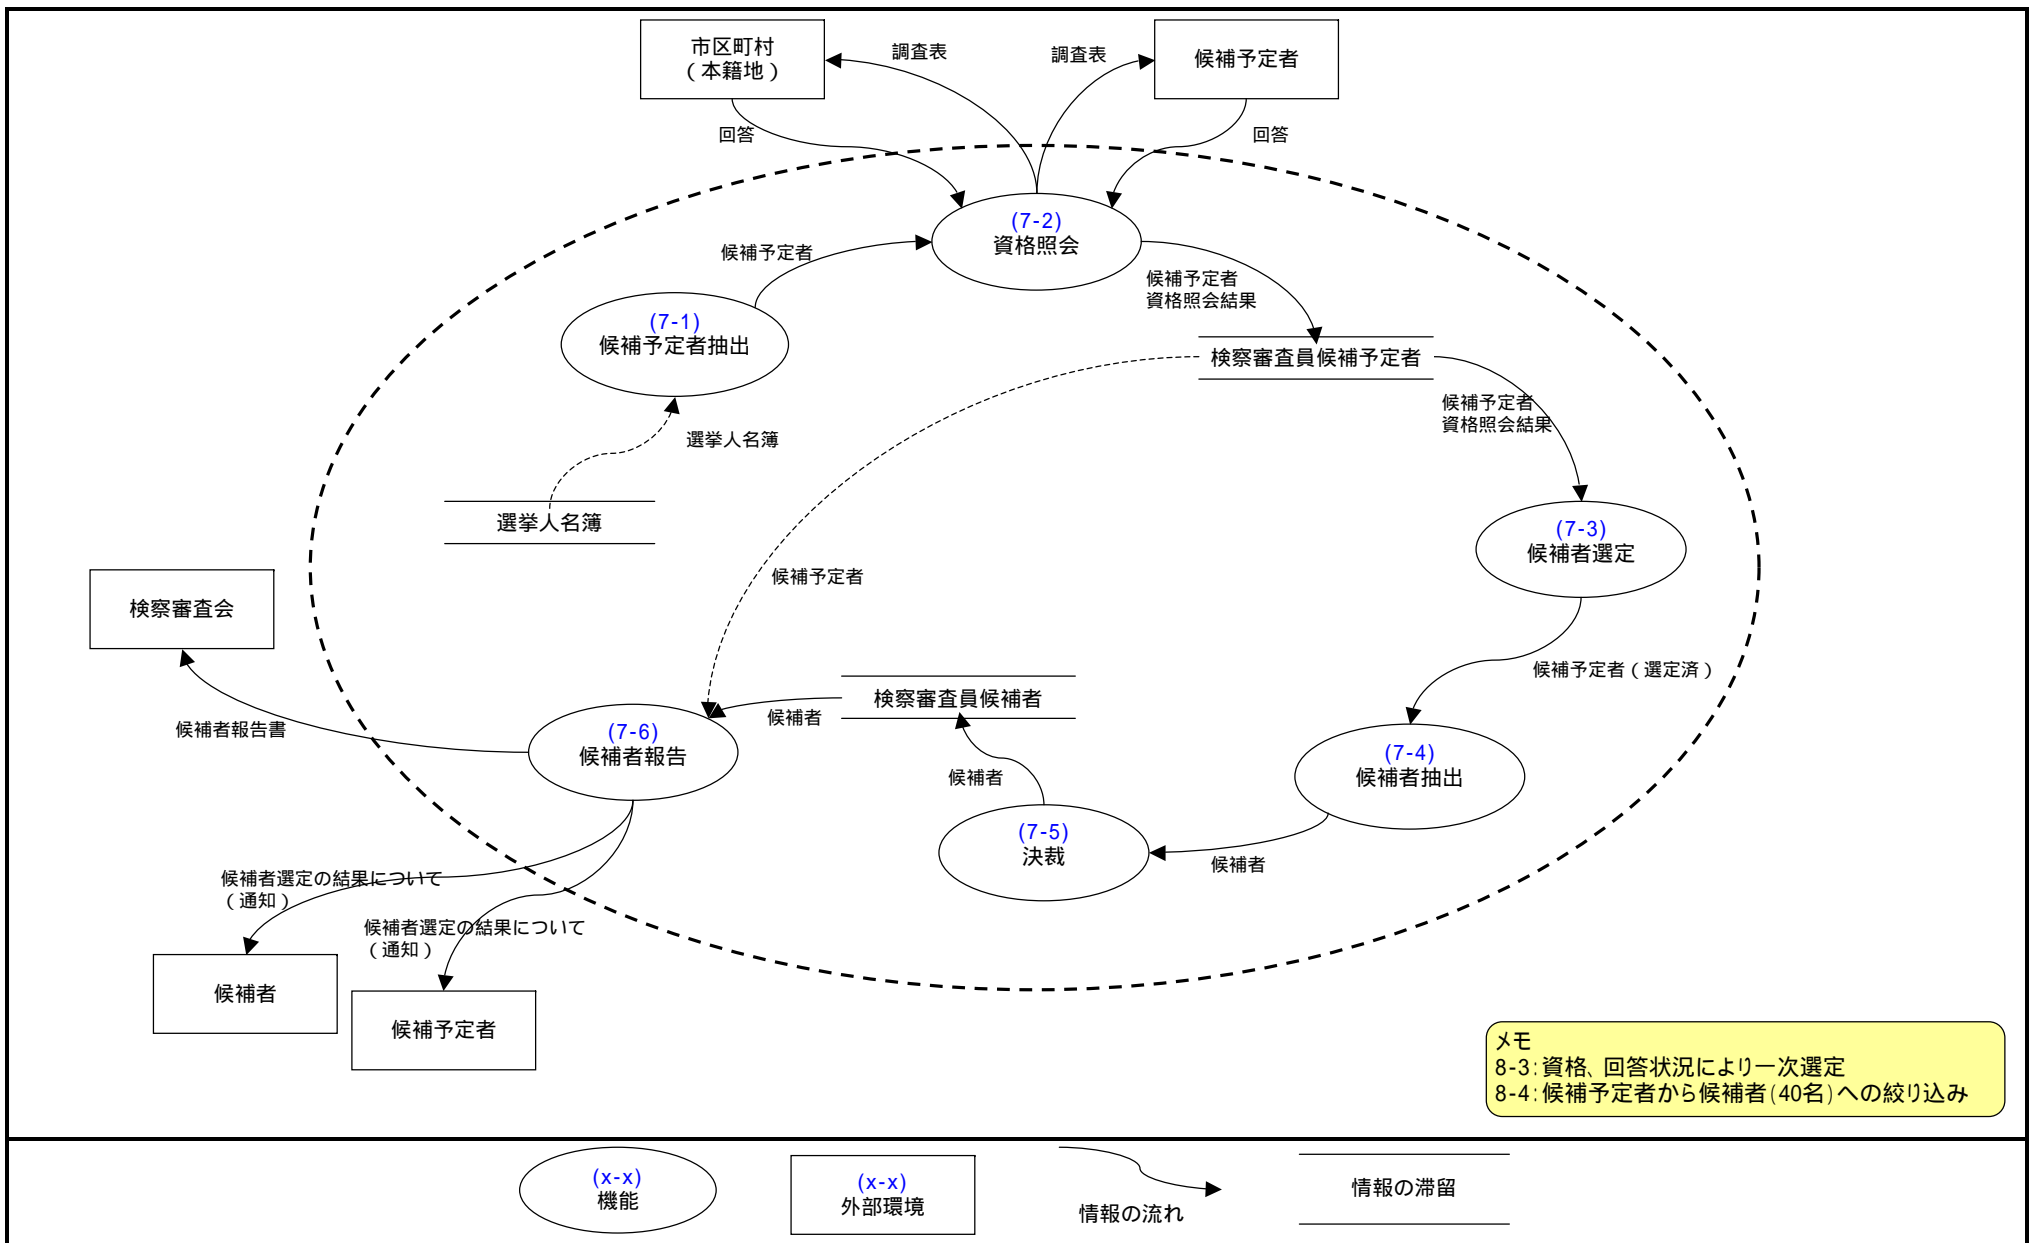 市区町村
（本籍地）
調査表
調査表
候補予定者
回答
回答
(7-2)
資格照会
候補予定者
候補予定者
資格照会結果
(7-1)
候補予定者抽出
検察審査員候補予定者
候補予定者
資格照会結果
選挙人名簿
選挙人名簿
(7-3)
候補者選定
候補予定者
検察審査会
候補予定者（選定済）
検察審査員候補者
候補者
候補者報告書
(7-6)
候補者報告
(7-4)
候補者抽出
候補者
(7-5)
決裁
候補者
候補者選定の結果について
（通知）
候補者選定の結果について
（通知）
候補者
候補予定者
メモ
8-3:資格、回答状況により一次選定
8-4:候補予定者から候補者(40名)への絞り込み
(x-x)
機能
(x-x)
外部環境
情報の流れ
情報の滞留